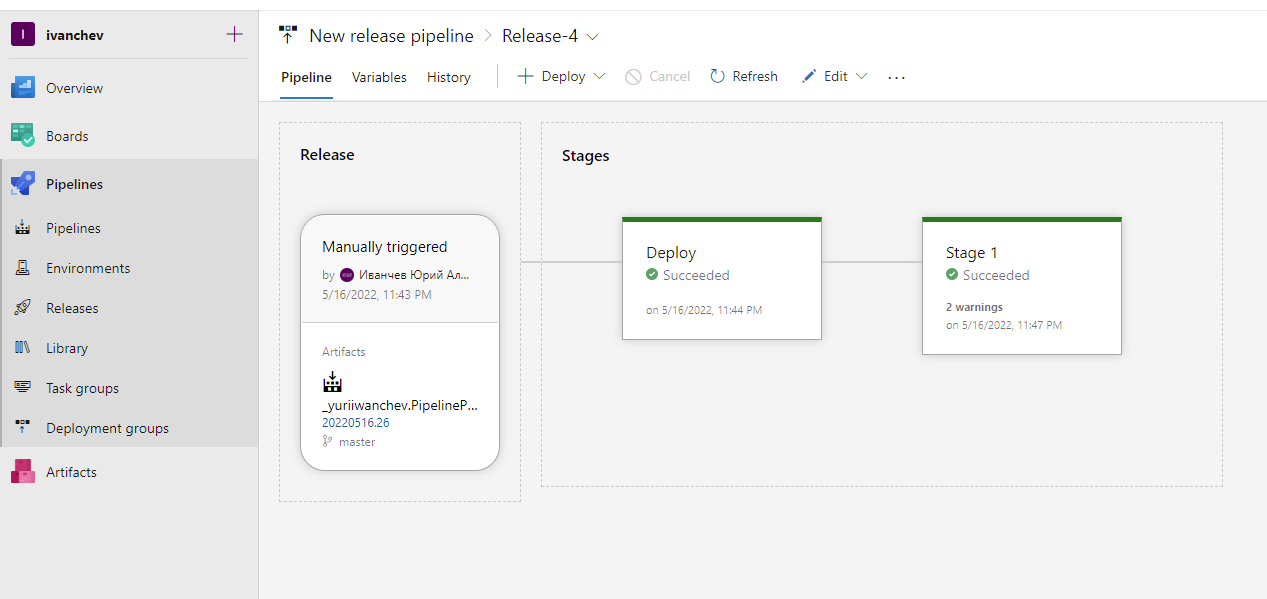 I
ivanchev
Overview
Boards
Pipelines
Pipelines
Environments
Releases
Library
Task groups
Deployment groups
Artifacts
New release pipeline
Release-4
Pipeline
Variables
History
Deploy
Cancel
Refresh
Edit
...
Release
Manually triggered
by Иванчев Юрий Ал...
5/16/2022, 11:43 PM
Artifacts
_yuriiwanchev.PipelineP...
20220516.26
master
Stages
Deploy
Succeeded
on 5/16/2022, 11:44 PM
Stage 1
Succeeded
2 warnings
on 5/16/2022, 11:47 PM